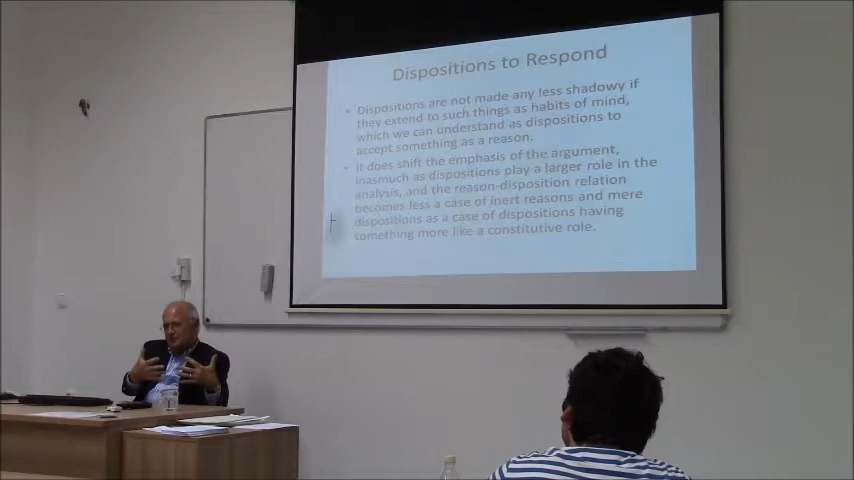 Dispositions to Respond
• Dispositions are not made any less shadowy if
they extend to such things as habits of mind,
which we can understand as dispositions to
accept something as a reason.
• It does shift the emphasis of the argument,
inasmuch as dispositions play a larger role in the
analysis, and the reason-disposition relation
becomes less a case of inert reasons and mere
dispositions as a case of dispositions having
something more like a constitutive role.